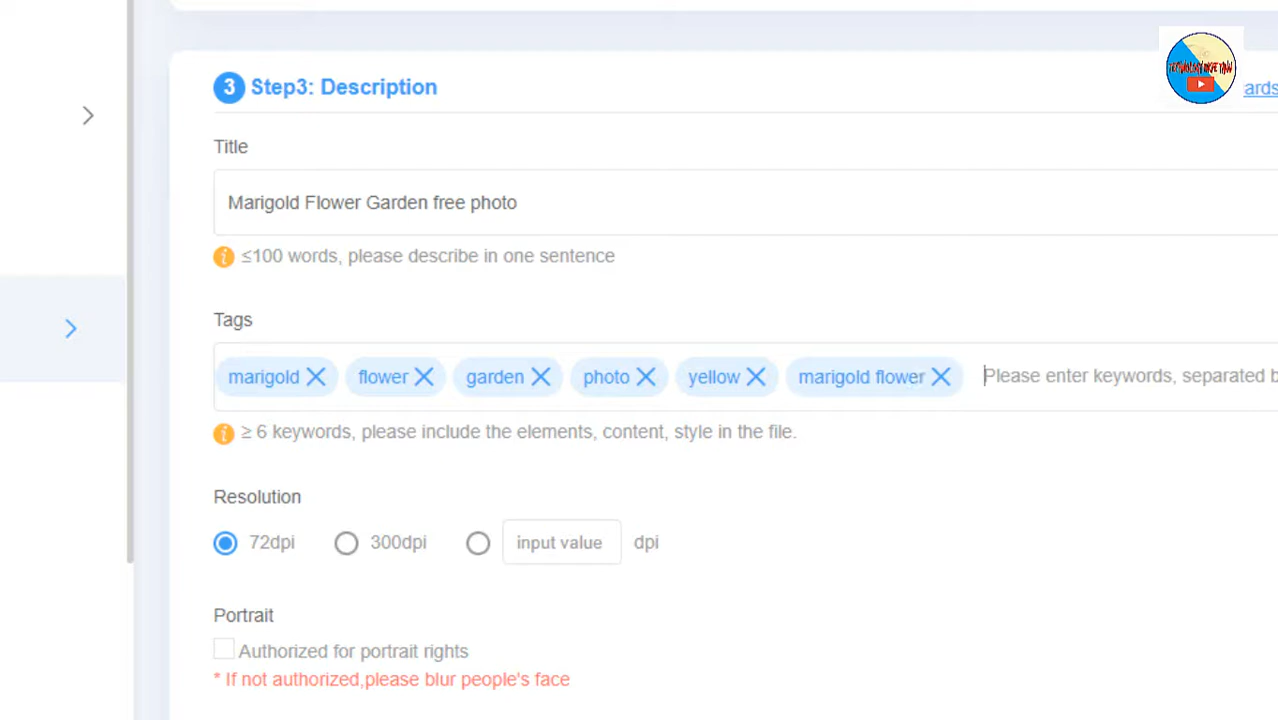 3 Step3: Description
ards
Title
Marigold Flower Garden free photo
i ≤100 words, please describe in one sentence
Tags
marigold flower garden photo yellow marigold flower Please enter keywords, separated b
i ≥ 6 keywords, please include the elements, content, style in the file.
Resolution
72dpi 300dpi input value dpi
Portrait
Authorized for portrait rights
* If not authorized,please blur people's face